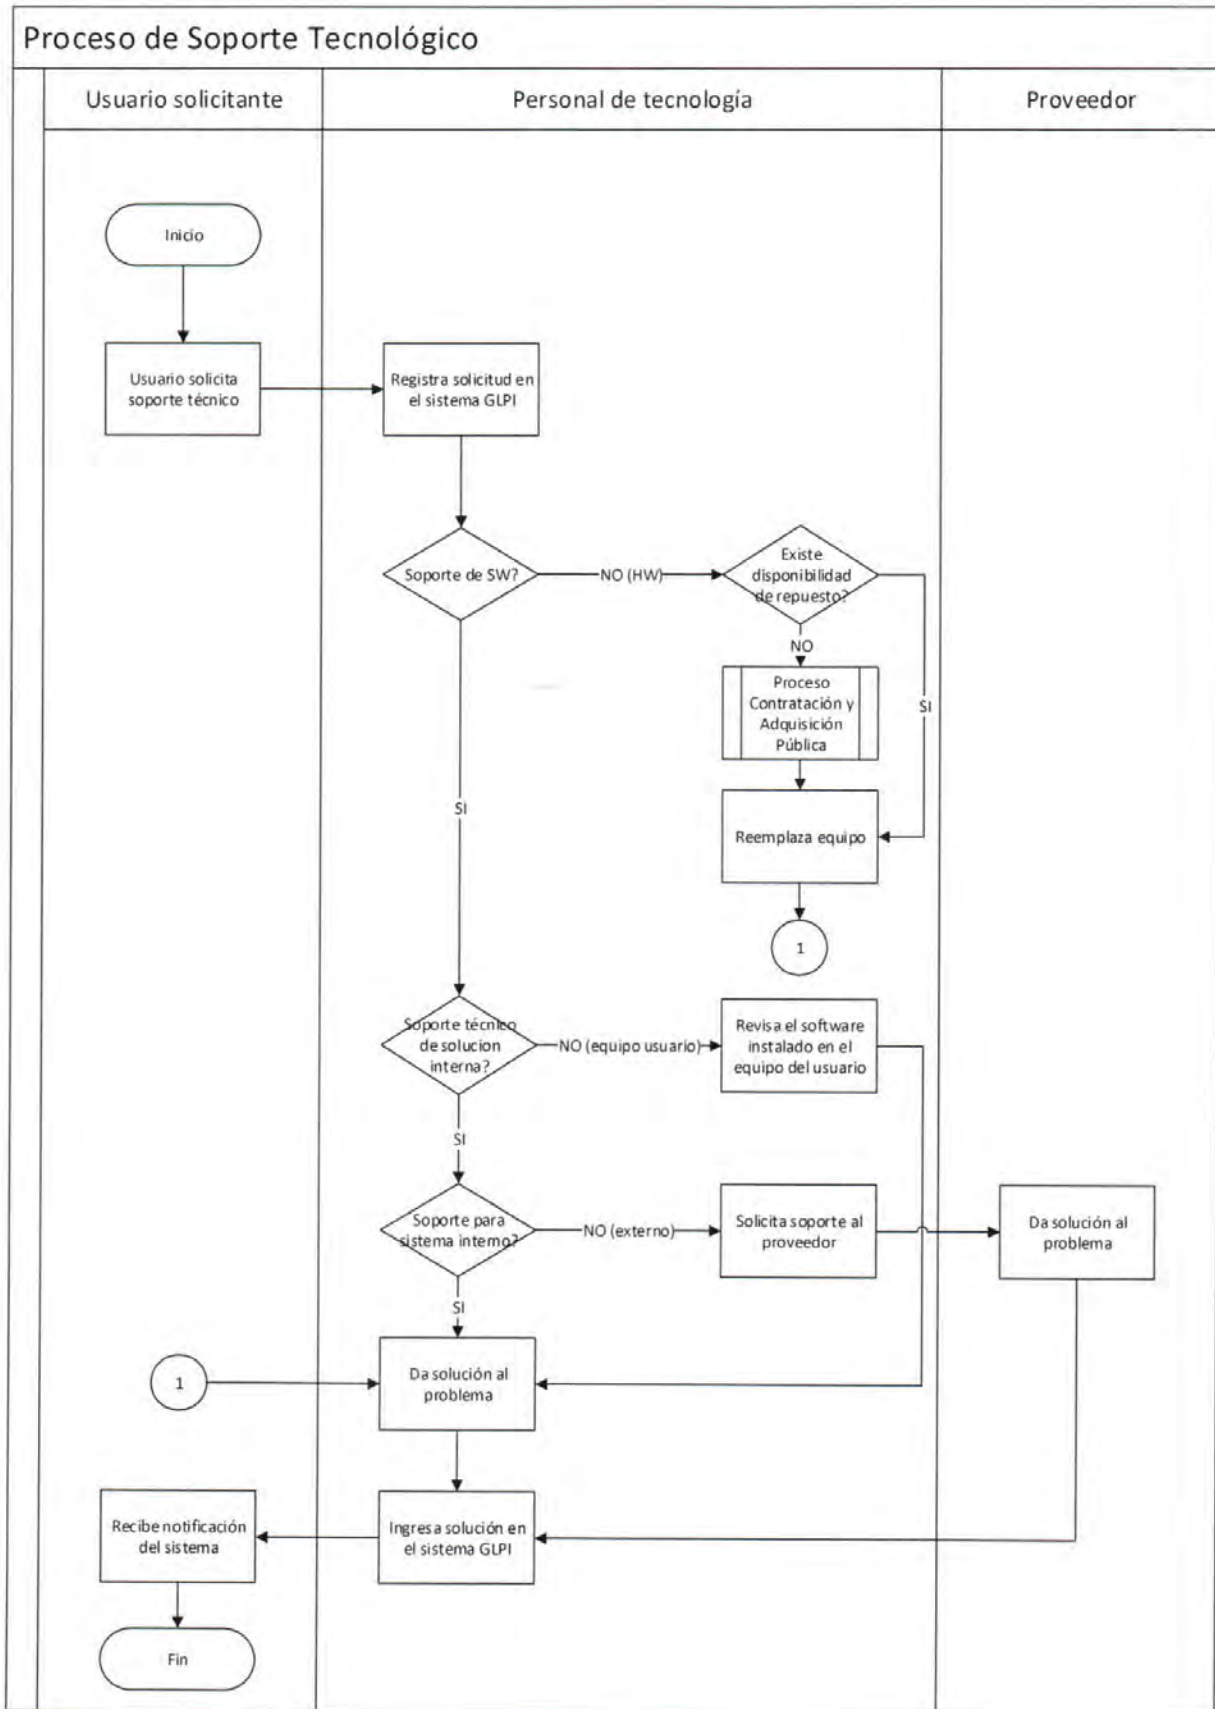 Proceso de Soporte Tecnológico
Usuario solicitante
Personal de tecnología
Proveedor
Inicio
Usuario solicita
soporte técnico
Registra solicitud en
el sistema GLPI
Soporte de SW?
NO (HW)
Existe
disponibilidad
de repuesto?
NO
SI
Proceso
Contratación y
Adquisición
Pública
Reemplaza equipo
1
SI
Soporte técnico
de solucion
interna?
NO (equipo usuario)
Revisa el software
instalado en el
equipo del usuario
SI
Soporte para
sistema interno?
NO (externo)
Solicita soporte al
proveedor
Da solución al
problema
SI
1
Da solución al
problema
Recibe notificación
del sistema
Ingresa solución en
el sistema GLPI
Fin